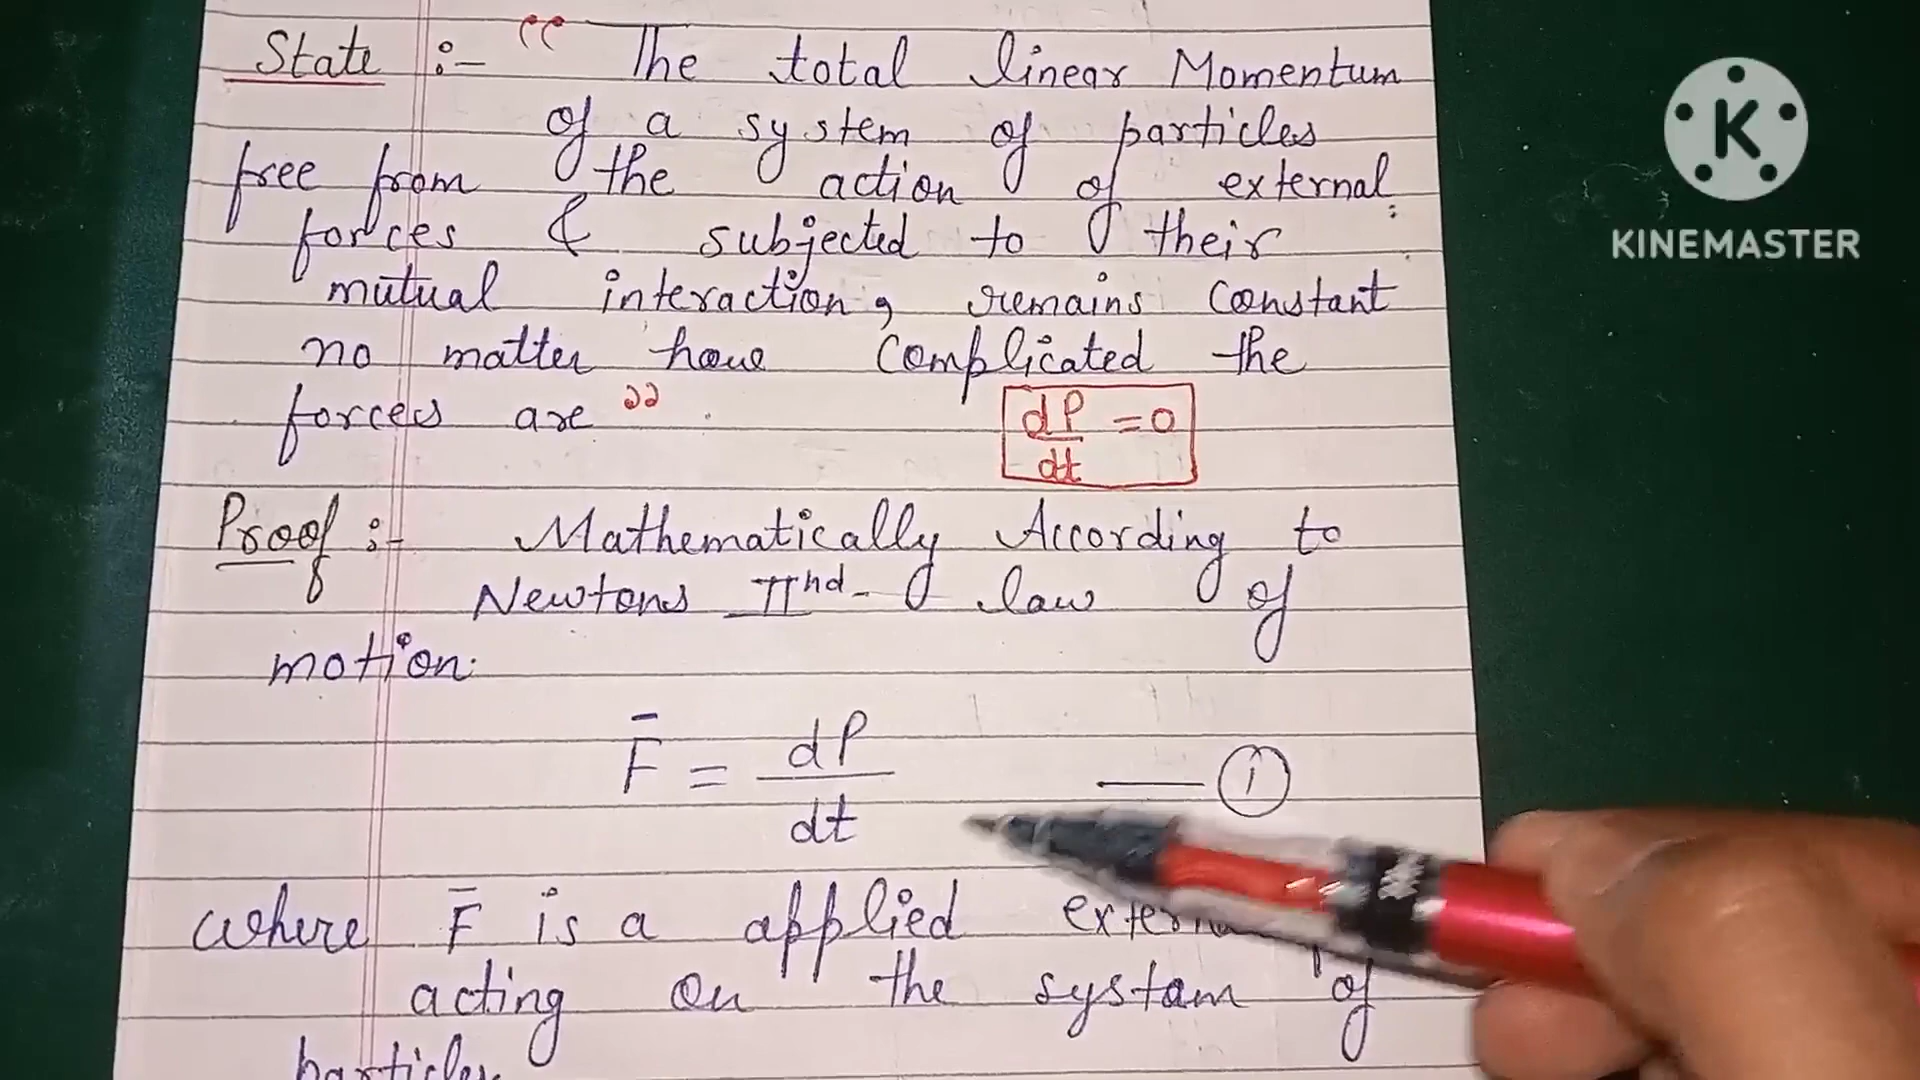 State :- “ The total linear Momentum
of a system of particles
free from the action of external
forces & subjected to their
mutual interaction, remains constant
no matter how complicated the
forces are ”
dP/dt = 0
Proof :- Mathematically According to
Newtons IInd law of
motion.
F̄ = dP/dt — (i)
where F̄ is a applied
acting on the systam of
particles
K
KINEMASTER